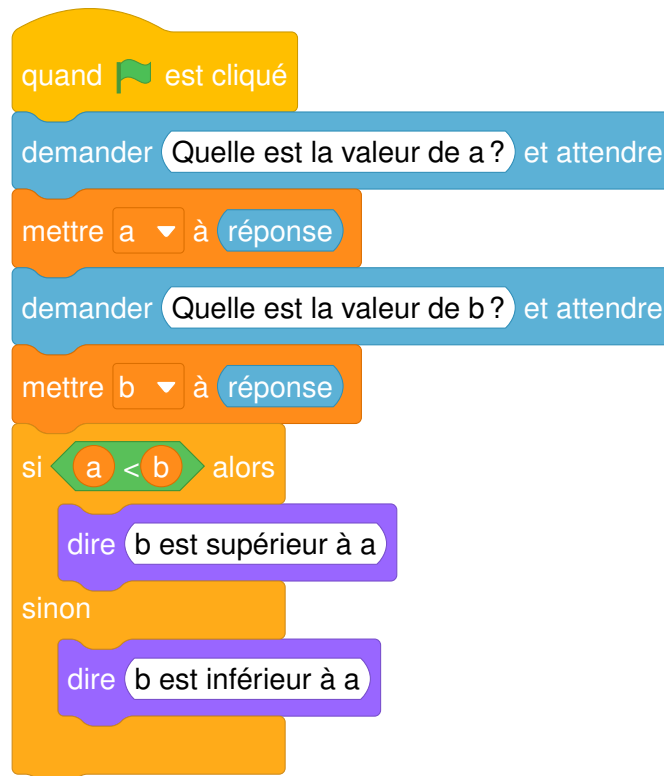 quand est cliqué
demander Quelle est la valeur de a ? et attendre
mettre a à réponse
demander Quelle est la valeur de b ? et attendre
mettre b à réponse
si a < b alors
dire b est supérieur à a
sinon
dire b est inférieur à a